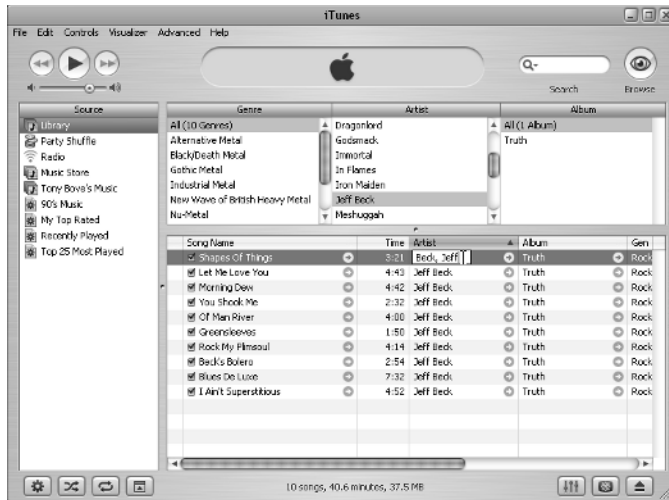 iTunes
File Edit Controls Visualizer Advanced Help
Search
Browse
Source
Library
Party Shuffle
Radio
Music Store
Tony Bove's Music
90's Music
My Top Rated
Recently Played
Top 25 Most Played
Genre
All (10 Genres)
Alternative Metal
Black/Death Metal
Gothic Metal
Industrial Metal
New Wave of British Heavy Metal
Nu-Metal
Artist
Dragonlord
Godsmack
Immortal
In Flames
Iron Maiden
Jeff Beck
Meshuggah
Album
All (1 Album)
Truth
Song Name Time Artist Album Gen
Shapes Of Things 3:21 Beck, Jeff Truth Rock
Let Me Love You 4:43 Jeff Beck Truth Rock
Morning Dew 4:42 Jeff Beck Truth Rock
You Shook Me 2:32 Jeff Beck Truth Rock
Of Man River 4:00 Jeff Beck Truth Rock
Greensleeves 1:50 Jeff Beck Truth Rock
Rock My Plimsoul 4:14 Jeff Beck Truth Rock
Beck's Bolero 2:54 Jeff Beck Truth Rock
Blues De Luxe 7:32 Jeff Beck Truth Rock
I Ain't Superstitious 4:52 Jeff Beck Truth Rock
10 songs, 40.6 minutes, 37.5 MB